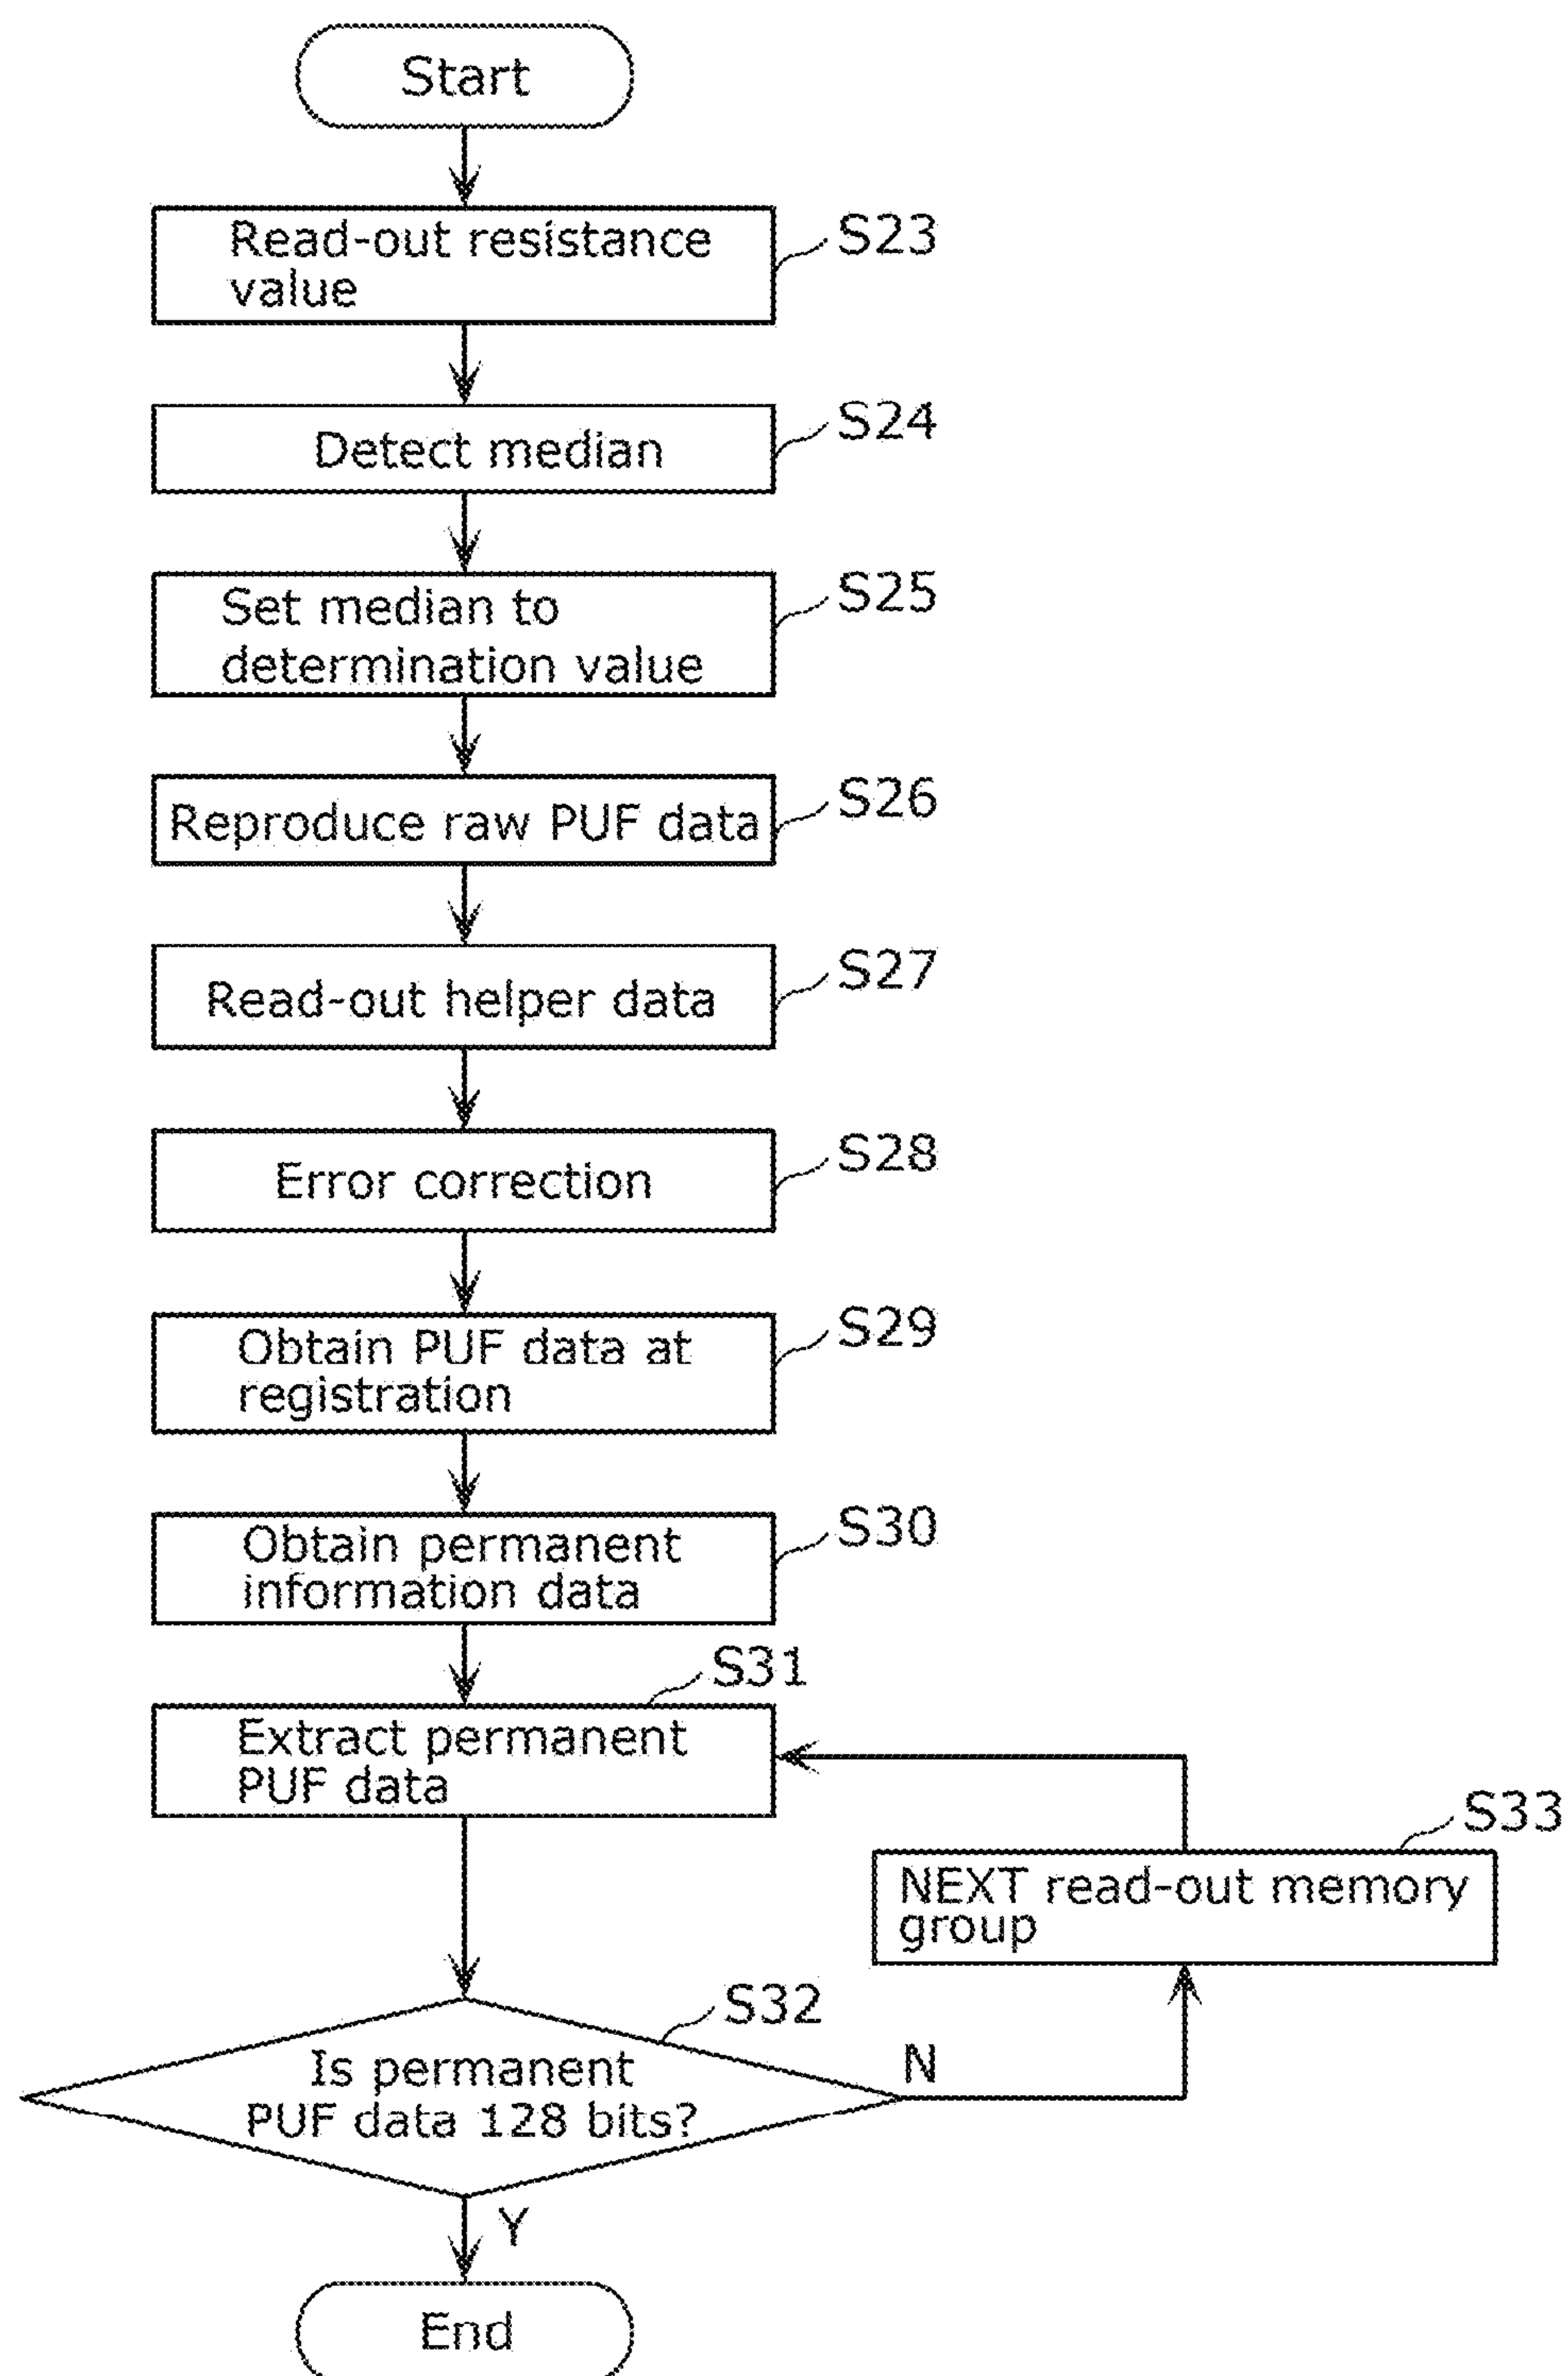 Start
Read-out resistance
value
S23
Detect median
S24
Set median to
determination value
S25
Reproduce raw PUF data
S26
Read-out helper data
S27
Error correction
S28
Obtain PUF data at
registration
S29
Obtain permanent
information data
S30
S31
Extract permanent
PUF data
S33
NEXT read-out memory
group
S32
Is permanent
PUF data 128 bits?
N
Y
End